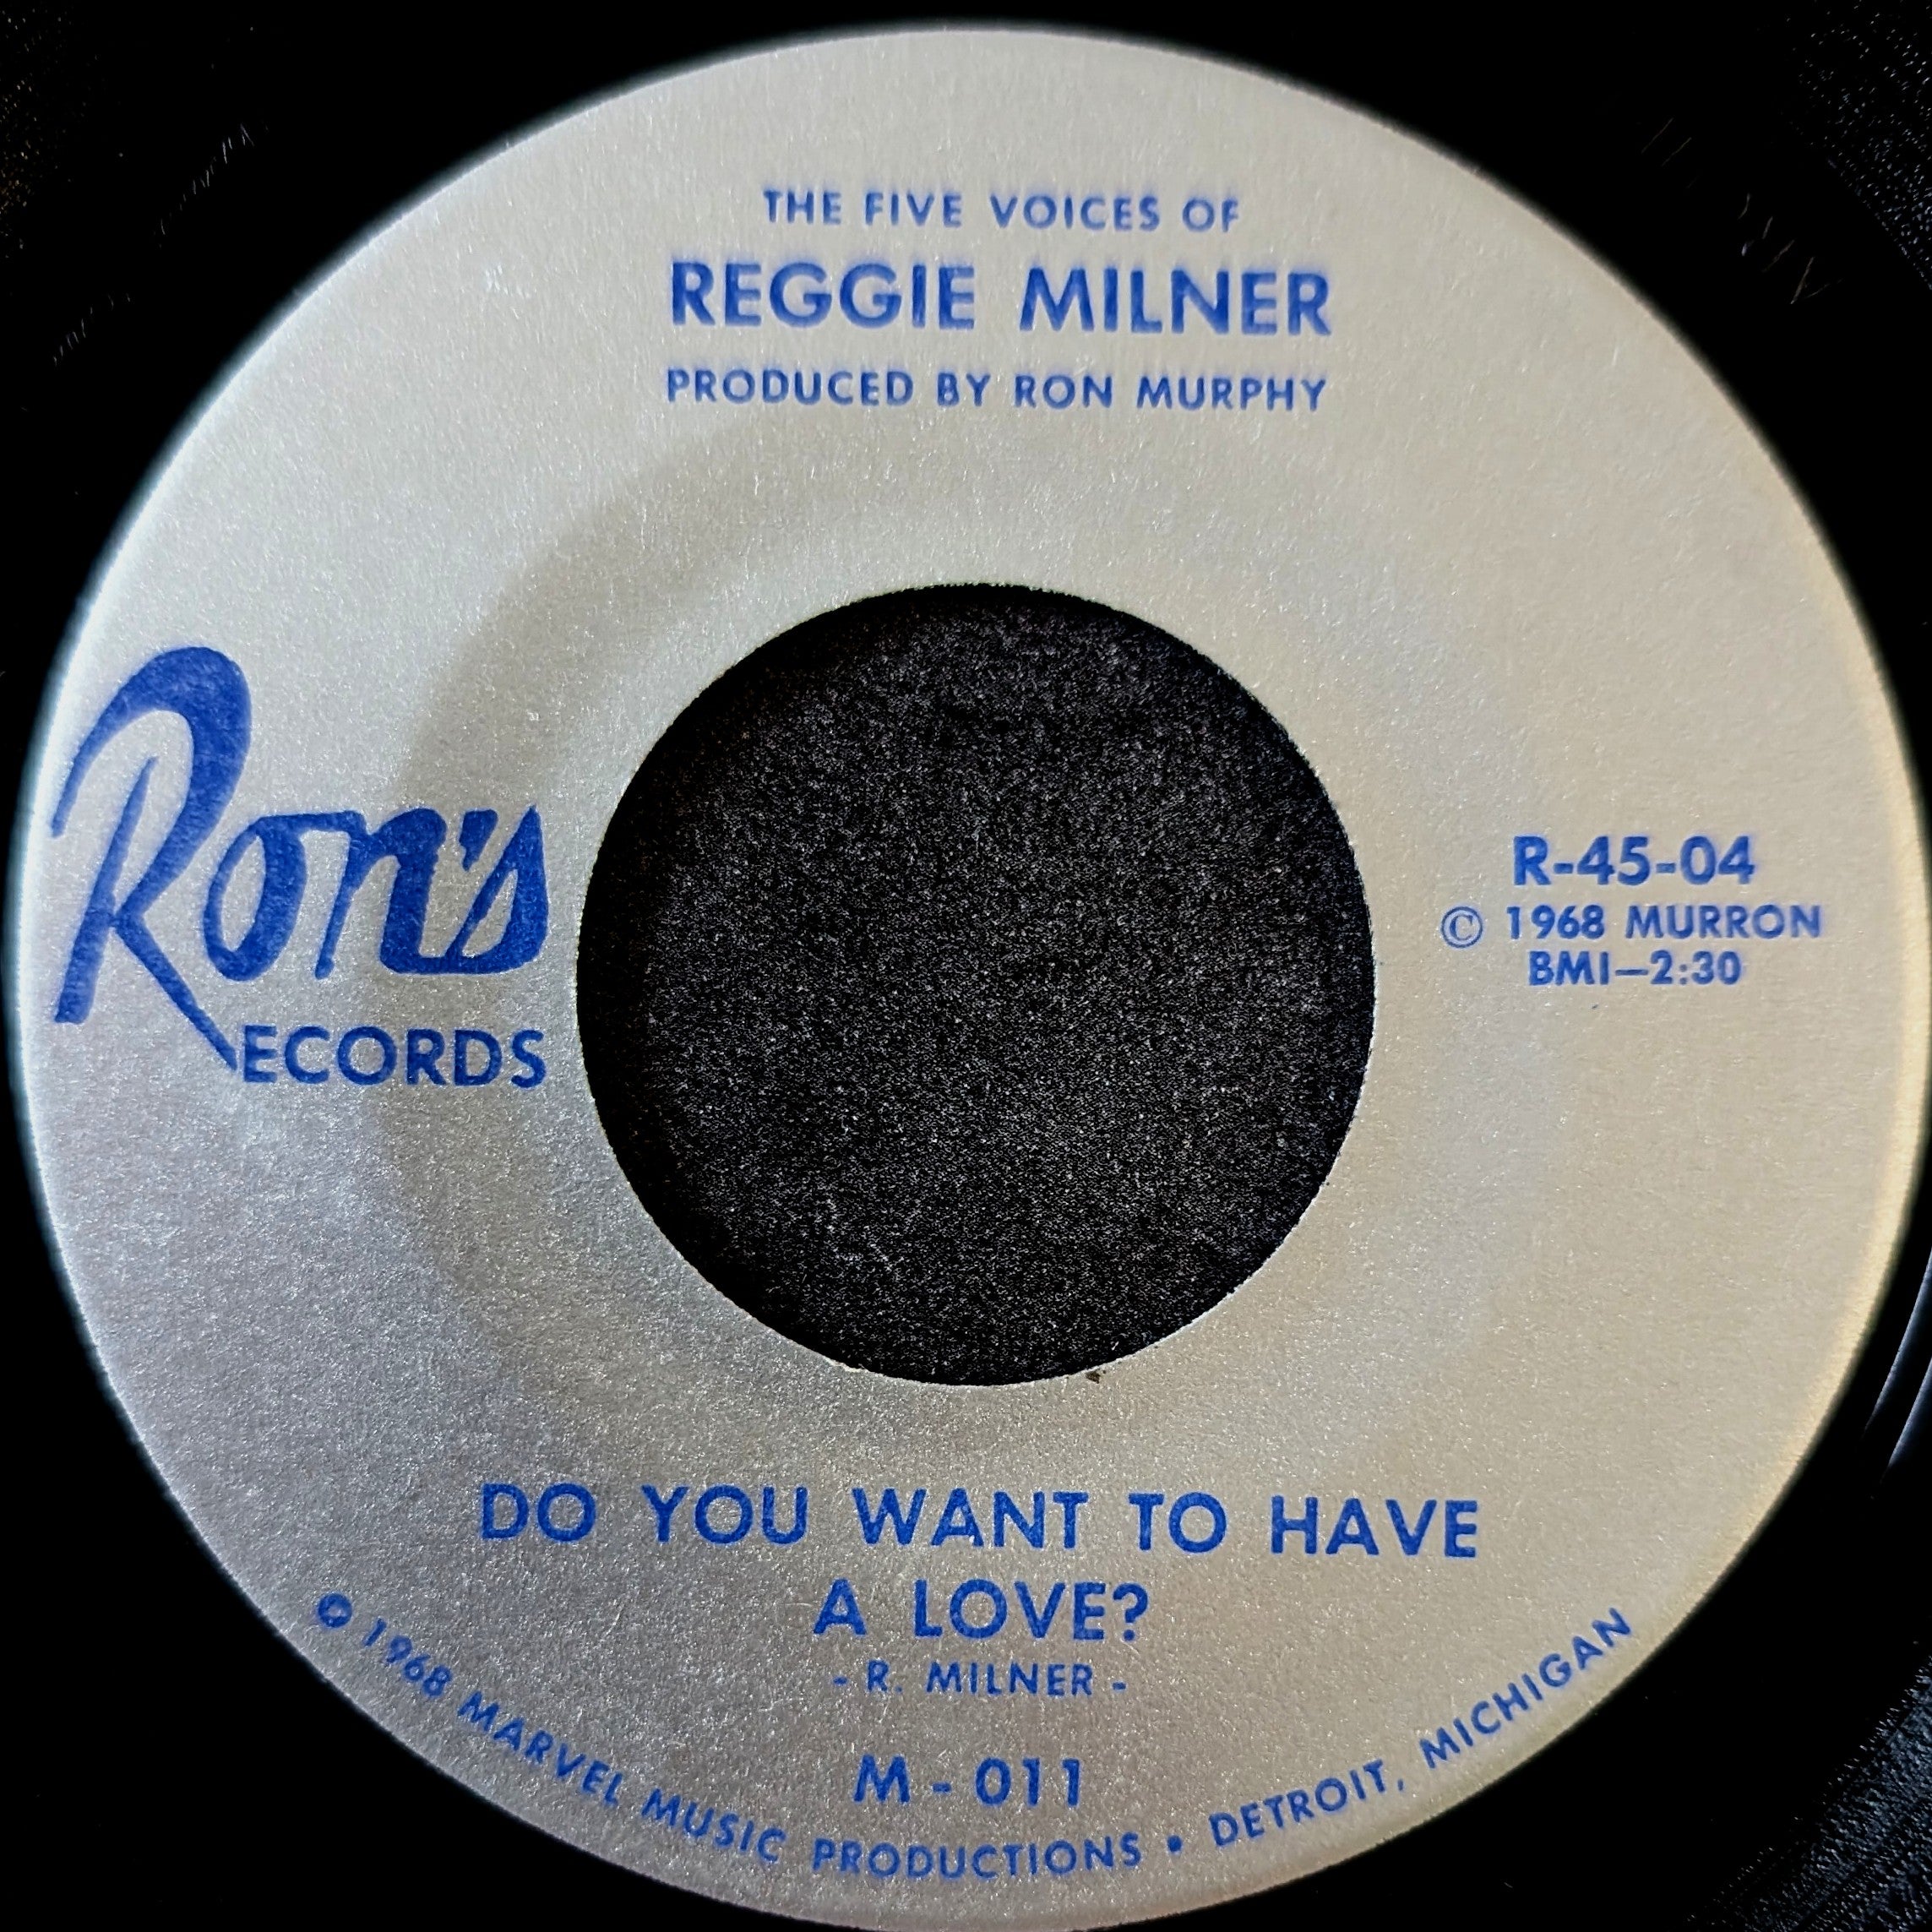 THE FIVE VOICES OF
REGGIE MILNER
PRODUCED BY RON MURPHY
Ron's
RECORDS
R-45-04
© 1968 MURRON
BMI—2:30
DO YOU WANT TO HAVE
A LOVE?
- R. MILNER -
M - 011
© 1968 MARVEL MUSIC PRODUCTIONS • DETROIT, MICHIGAN